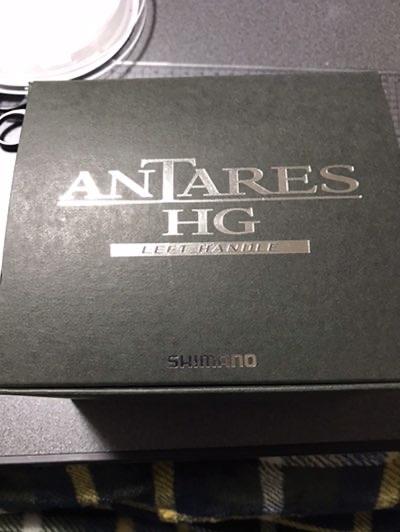 ANTARES
HG
LEFT HANDLE
SHIMANO